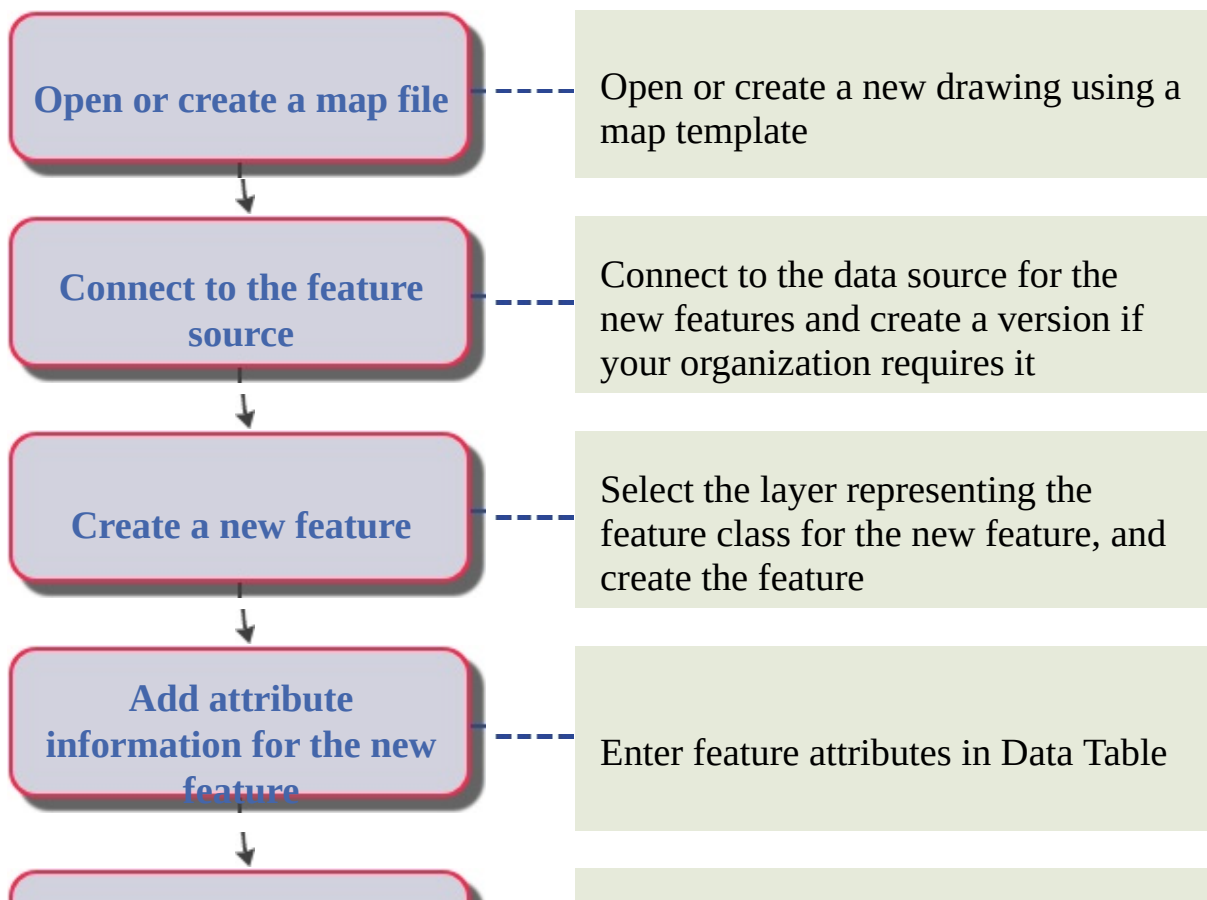 Open or create a map file
Open or create a new drawing using a
map template
Connect to the feature
source
Connect to the data source for the
new features and create a version if
your organization requires it
Create a new feature
Select the layer representing the
feature class for the new feature, and
create the feature
Add attribute
information for the new
feature
Enter feature attributes in Data Table